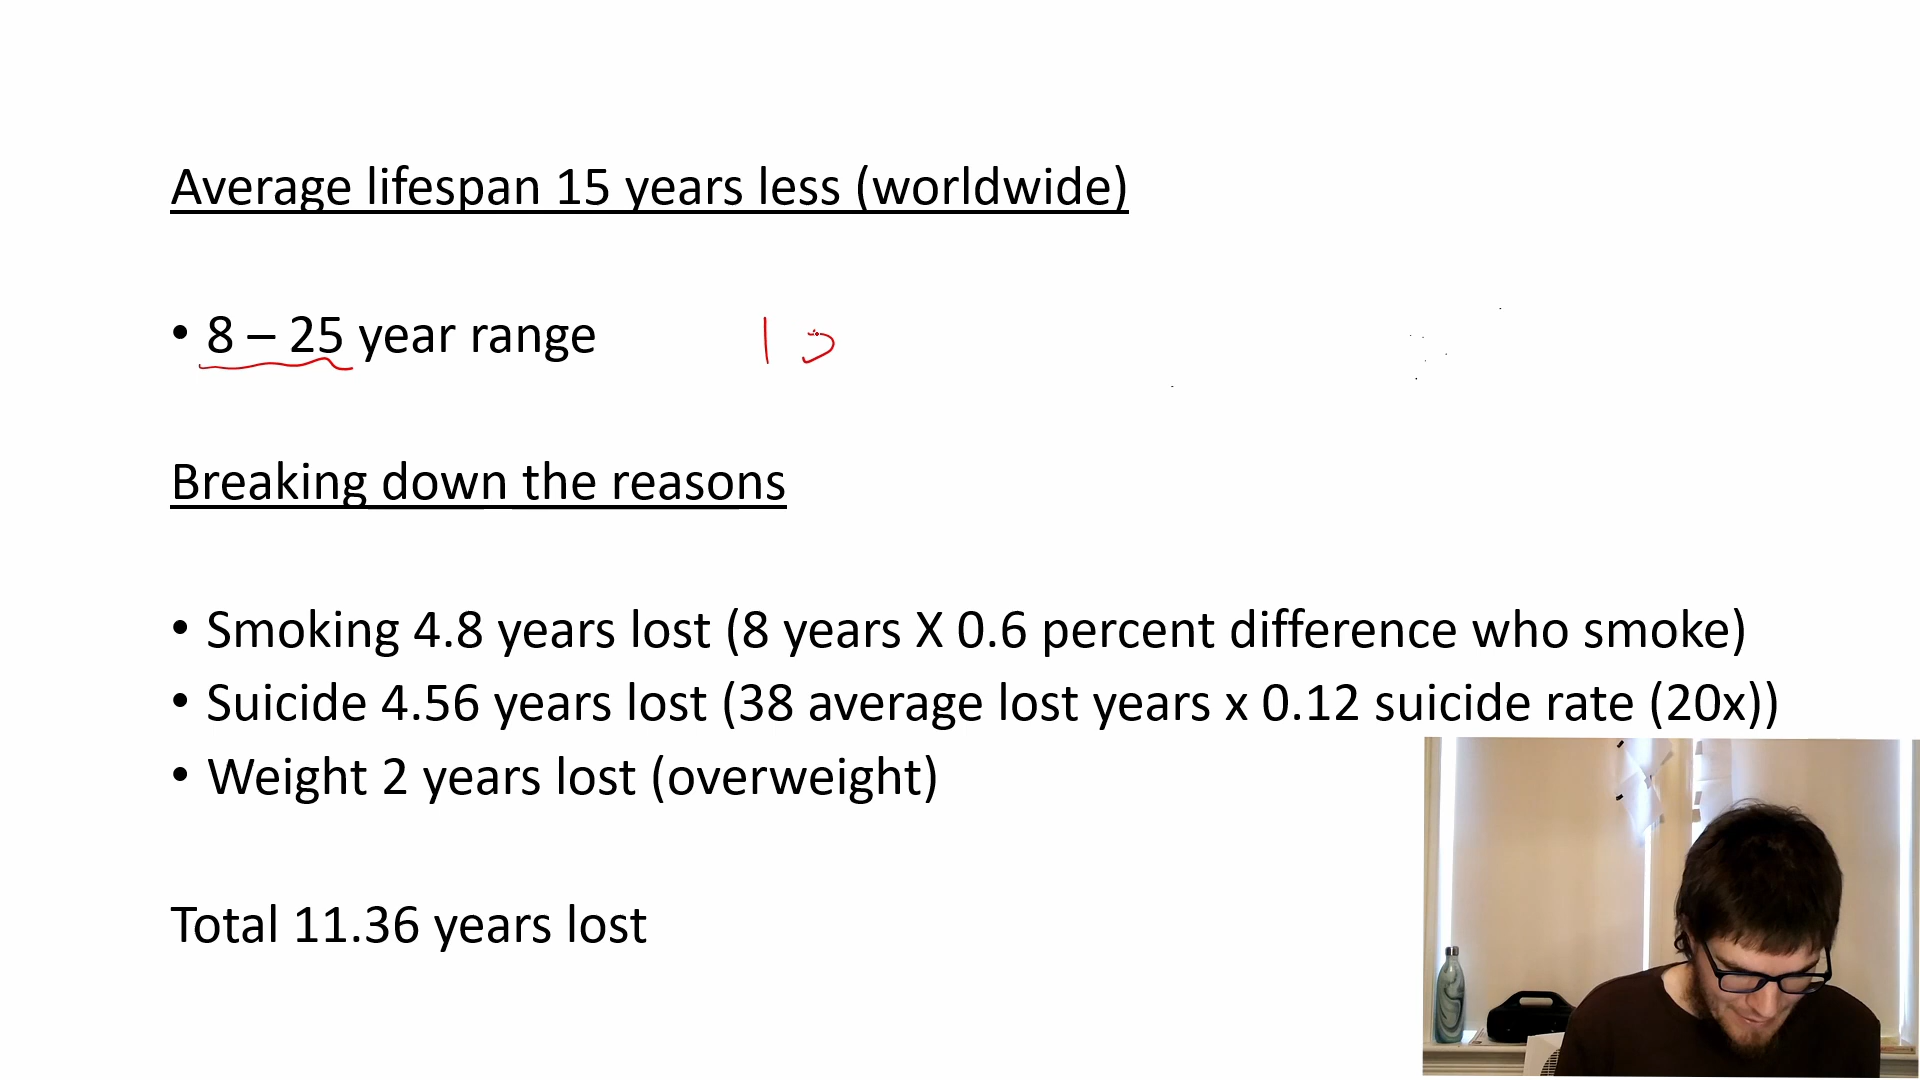 Average lifespan 15 years less (worldwide)
• 8 – 25 year range
Breaking down the reasons
• Smoking 4.8 years lost (8 years X 0.6 percent difference who smoke)
• Suicide 4.56 years lost (38 average lost years x 0.12 suicide rate (20x))
• Weight 2 years lost (overweight)
Total 11.36 years lost